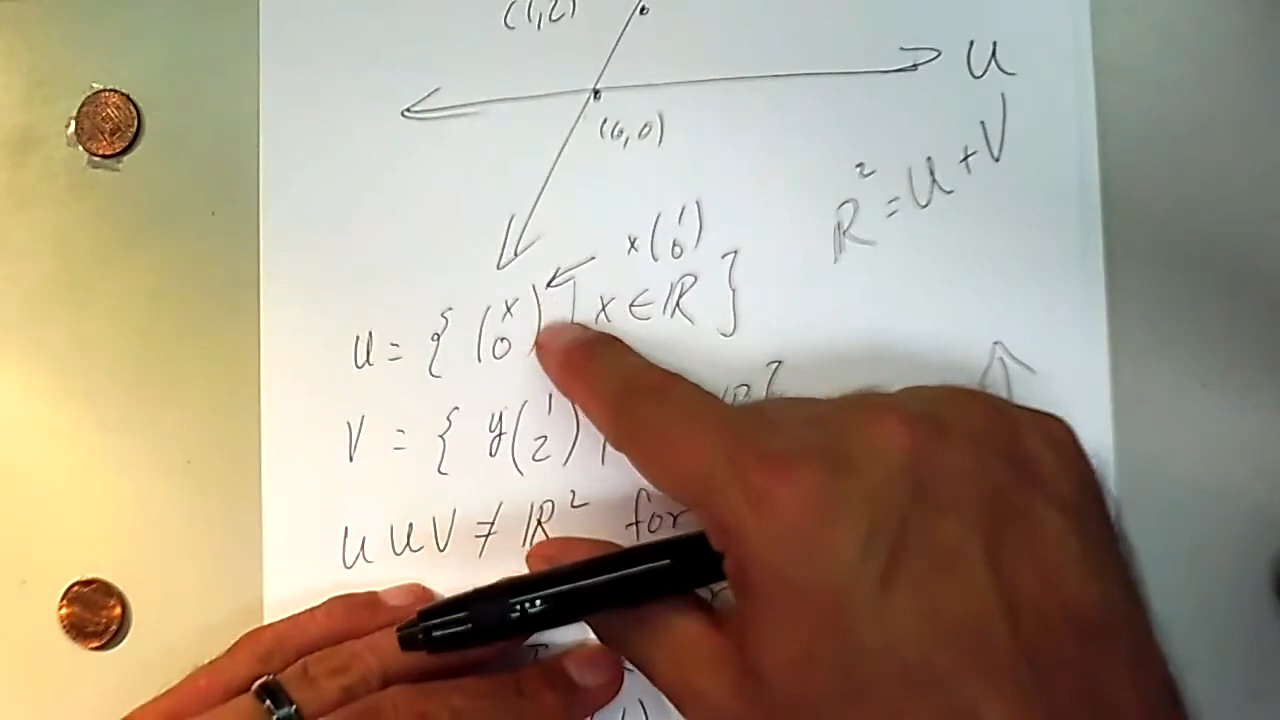 (1,2)
U
(0,0)
R² = U + V
x(1 0)
U = { (x 0) | x ∈ R }
V = { y(1 2) | R }
U U V ≠ R² for